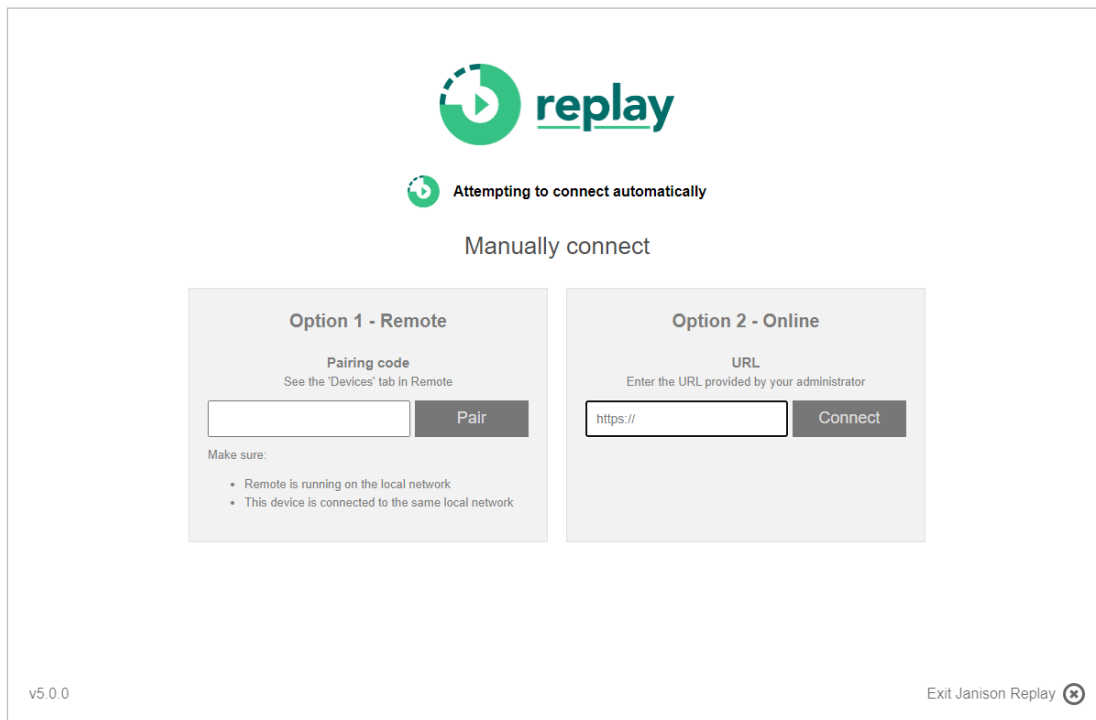 replay
Attempting to connect automatically
Manually connect
Option 1 - Remote
Pairing code
See the 'Devices' tab in Remote
Pair
Make sure:
Remote is running on the local network
This device is connected to the same local network
Option 2 - Online
URL
Enter the URL provided by your administrator
https://
Connect
v5.0.0
Exit Janison Replay